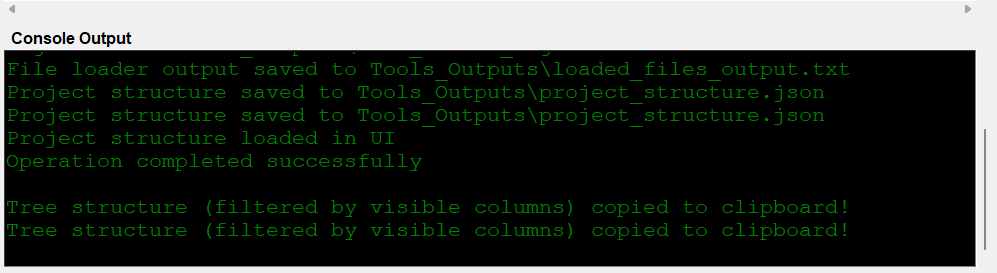 Console Output
File loader output saved to Tools_Outputs\loaded_files_output.txt
Project structure saved to Tools_Outputs\project_structure.json
Project structure saved to Tools_Outputs\project_structure.json
Project structure loaded in UI
Operation completed successfully
Tree structure (filtered by visible columns) copied to clipboard!
Tree structure (filtered by visible columns) copied to clipboard!